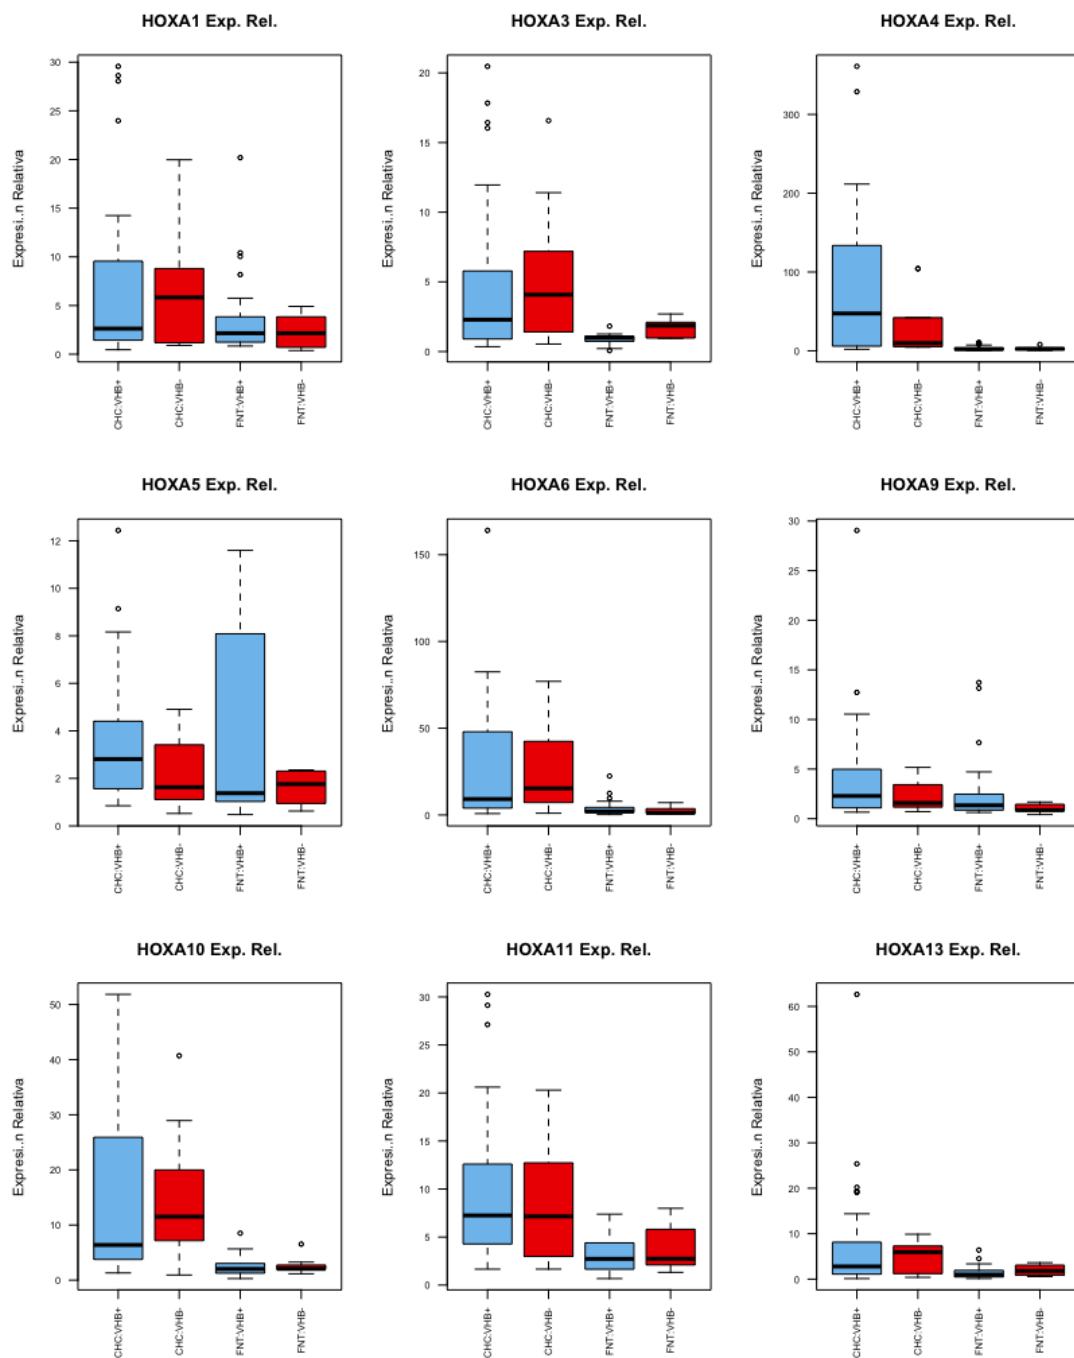 HOXA1 Exp. Rel.
HOXA3 Exp. Rel.
HOXA4 Exp. Rel.
Expresi..n Relativa
0
5
10
15
20
25
30
CHC:VHB+
CHC:VHB-
FNT:VHB+
FNT:VHB-
Expresi..n Relativa
0
5
10
15
20
CHC:VHB+
CHC:VHB-
FNT:VHB+
FNT:VHB-
Expresi..n Relativa
0
100
200
300
CHC:VHB+
CHC:VHB-
FNT:VHB+
FNT:VHB-
HOXA5 Exp. Rel.
HOXA6 Exp. Rel.
HOXA9 Exp. Rel.
Expresi..n Relativa
0
2
4
6
8
10
12
CHC:VHB+
CHC:VHB-
FNT:VHB+
FNT:VHB-
Expresi..n Relativa
0
50
100
150
CHC:VHB+
CHC:VHB-
FNT:VHB+
FNT:VHB-
Expresi..n Relativa
0
5
10
15
20
25
30
CHC:VHB+
CHC:VHB-
FNT:VHB+
FNT:VHB-
HOXA10 Exp. Rel.
HOXA11 Exp. Rel.
HOXA13 Exp. Rel.
Expresi..n Relativa
0
10
20
30
40
50
CHC:VHB+
CHC:VHB-
FNT:VHB+
FNT:VHB-
Expresi..n Relativa
0
5
10
15
20
25
30
CHC:VHB+
CHC:VHB-
FNT:VHB+
FNT:VHB-
Expresi..n Relativa
0
10
20
30
40
50
60
CHC:VHB+
CHC:VHB-
FNT:VHB+
FNT:VHB-